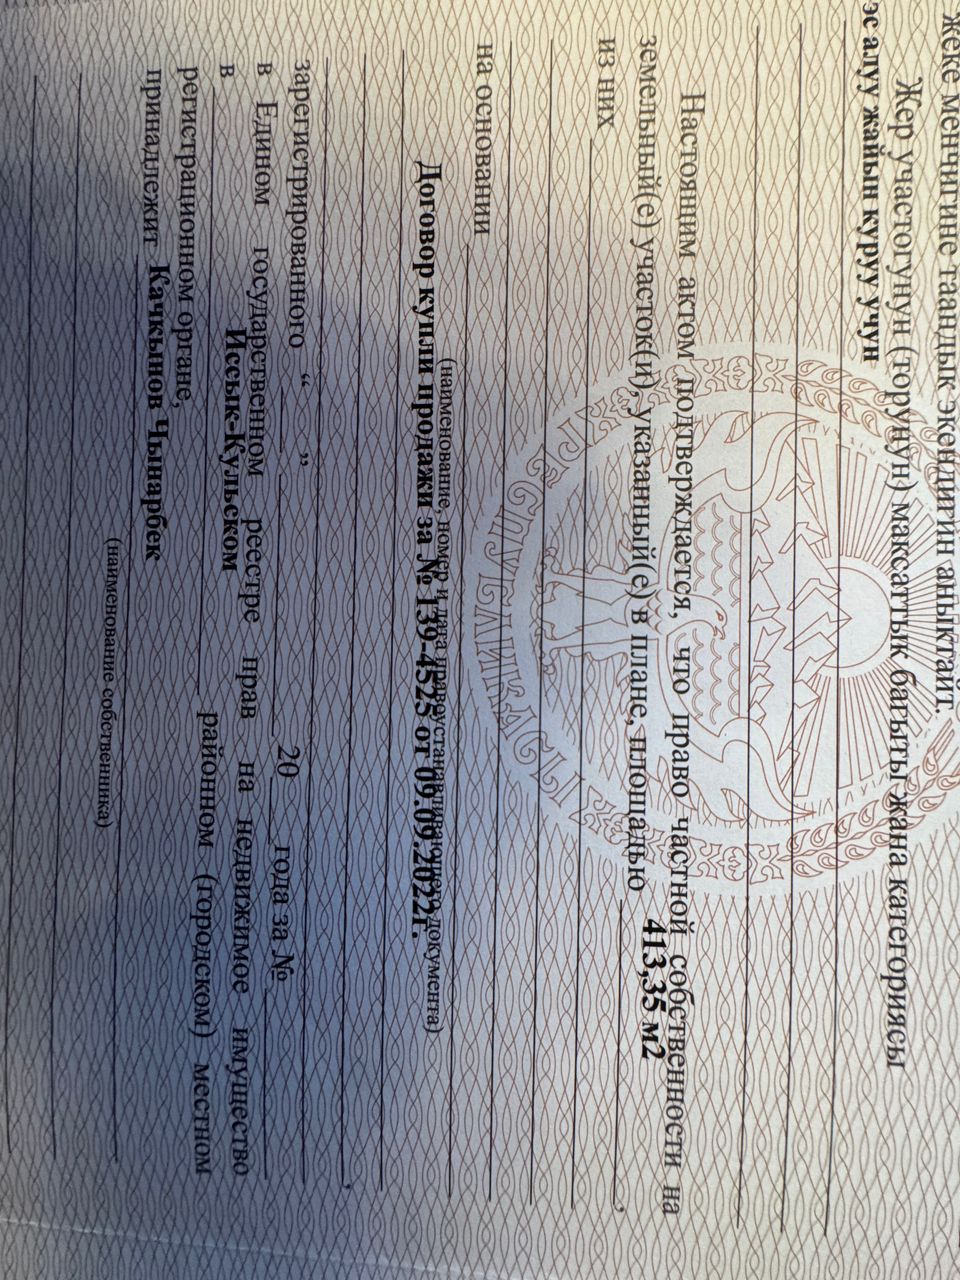 жеке менчигине таандык экендигин аныктайт.
Жер участогунун (порунун) максаттык багыты жана категориясы
эс алуу жайын куруу учун
Настоящим актом подтверждается, что право частной собственности на
земельный(е) участок(и), указанный(е) в плане, площадью 413,35 м2,
из них
на основании
(наименование, номер и дата правоустанавливающего документа)
Договор купли продажи за № 139-4525 от 09.09.2022г.
зарегистрированного “ ” 20 года за №
в Едином государственном реестре прав на недвижимое имущество
в Иссык-Кульском районном (городском) местном
регистрационном органе,
принадлежит Качкынов Чынарбек
(наименование собственника)